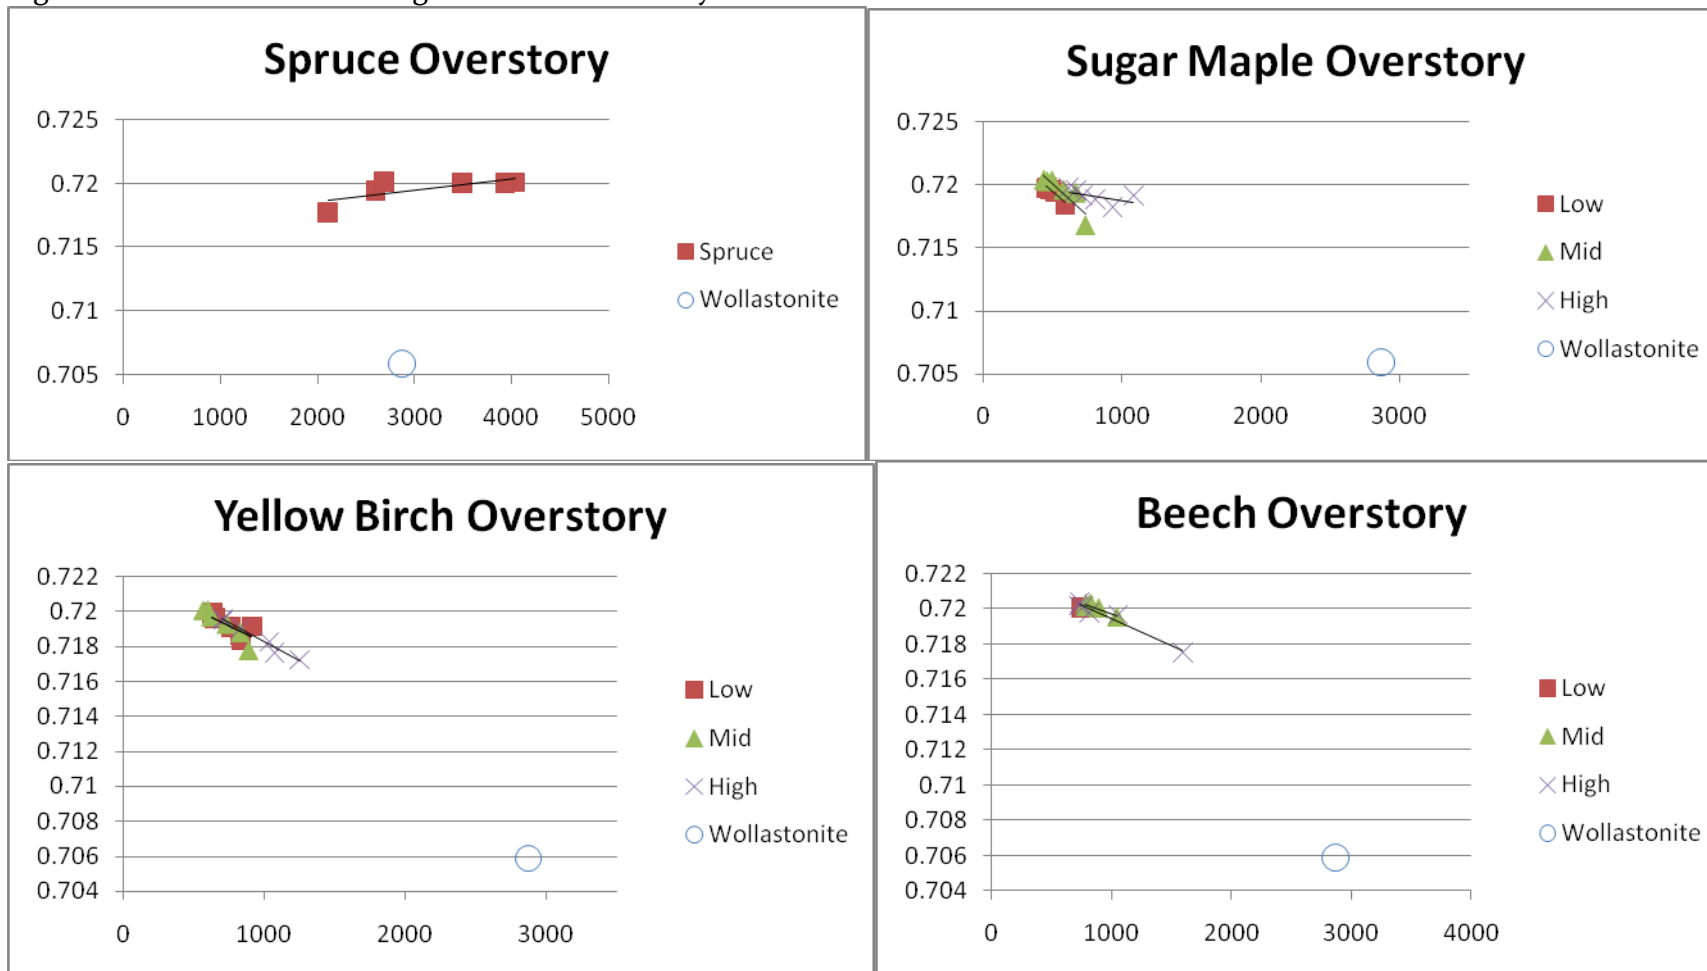 Spruce Overstory
0.725
0.72
0.715
0.71
0.705
0 1000 2000 3000 4000 5000
Spruce
Wollastonite
Sugar Maple Overstory
0.725
0.72
0.715
0.71
0.705
0 1000 2000 3000
Low
Mid
High
Wollastonite
Yellow Birch Overstory
0.722
0.72
0.718
0.716
0.714
0.712
0.71
0.708
0.706
0.704
0 1000 2000 3000
Low
Mid
High
Wollastonite
Beech Overstory
0.722
0.72
0.718
0.716
0.714
0.712
0.71
0.708
0.706
0.704
0 1000 2000 3000 4000
Low
Mid
High
Wollastonite